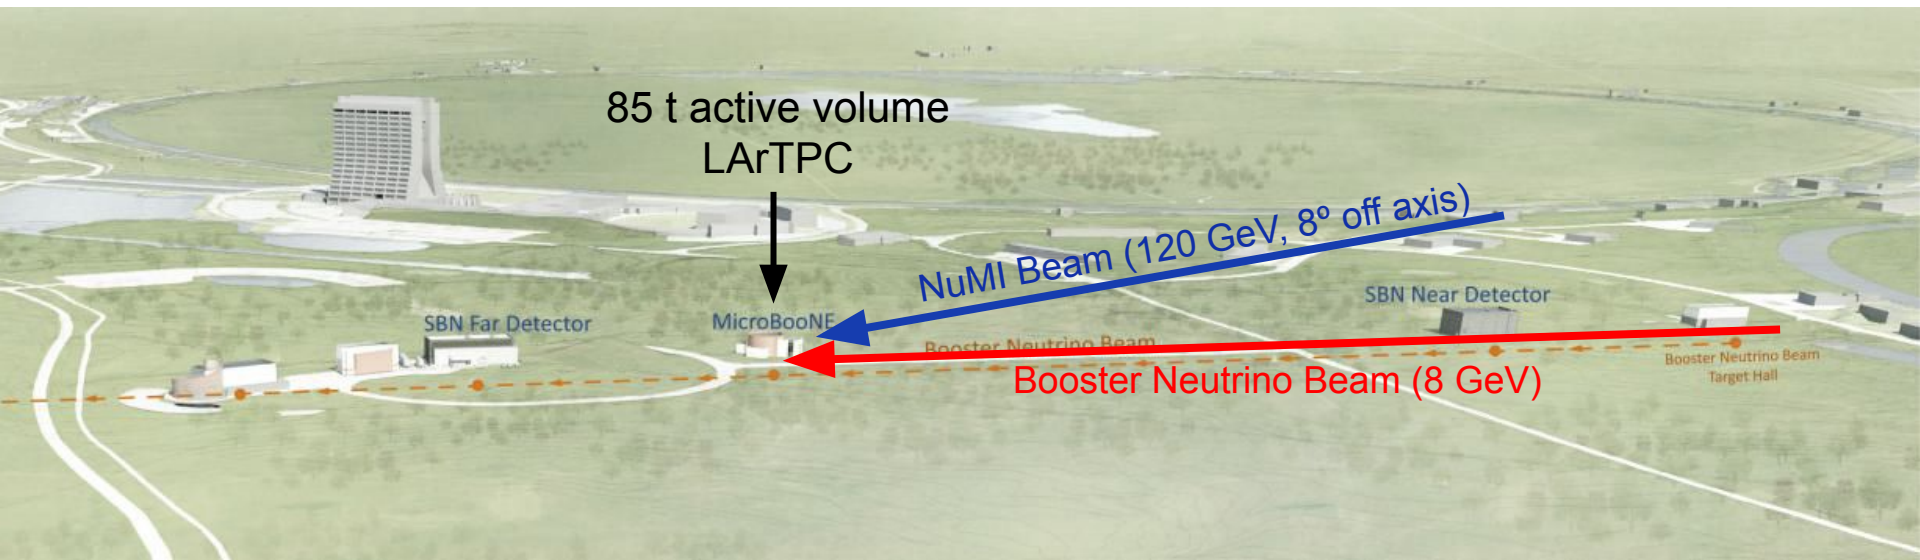 85 t active volume
LArTPC
NuMI Beam (120 GeV, 8º off axis)
SBN Near Detector
SBN Far Detector
MicroBooNE
Booster Neutrino Beam
Booster Neutrino Beam
Target Hall
Booster Neutrino Beam (8 GeV)